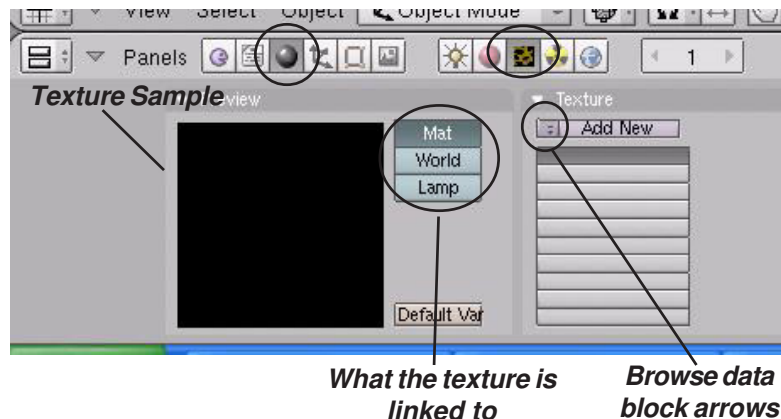 View Select Object Object Mode
Panels 1
Texture Sample
Texture
Add New
Mat
World
Lamp
Default Var
What the texture is
linked to
Browse data
block arrows